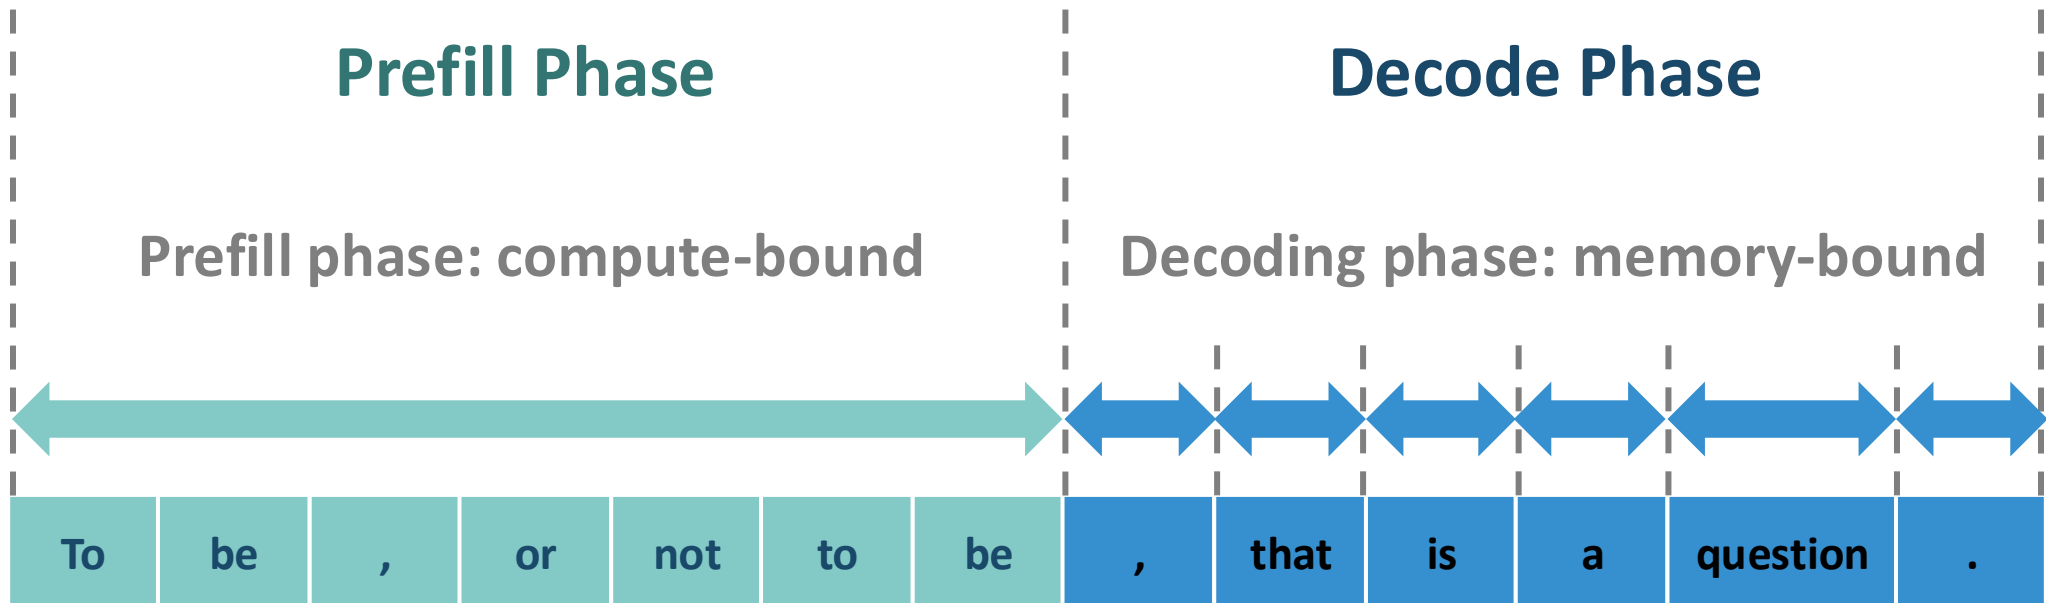 Prefill Phase
Decode Phase
Prefill phase: compute-bound
Decoding phase: memory-bound
To be , or not to be , that is a question .